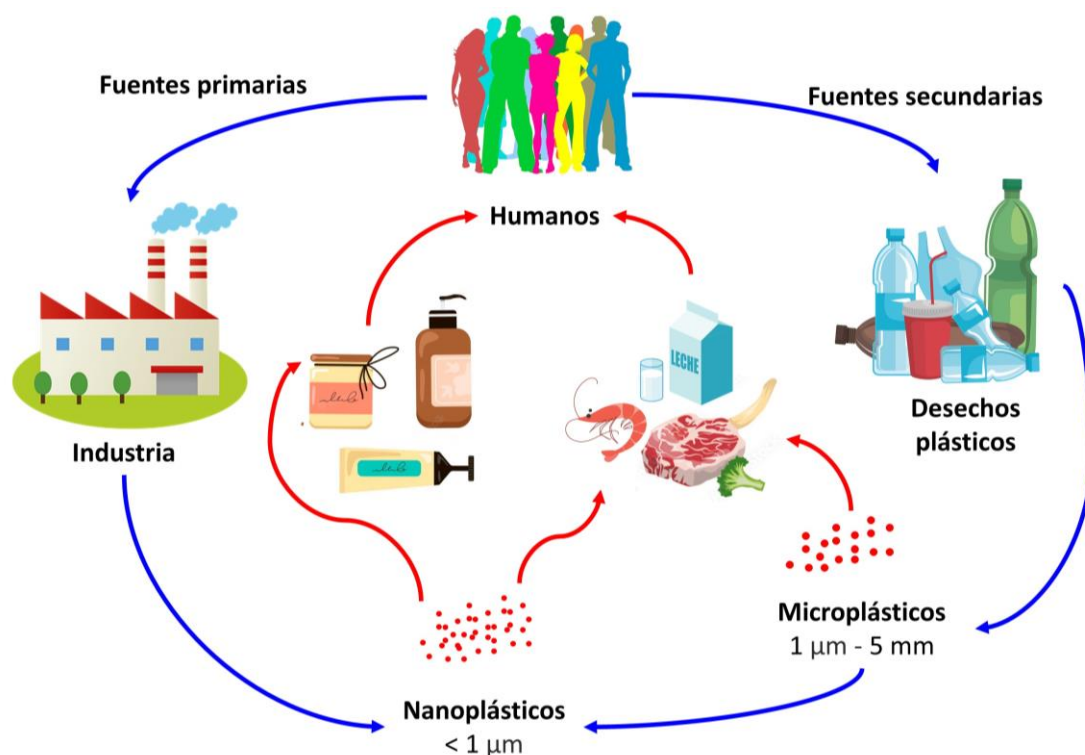 Fuentes primarias
Fuentes secundarias
Humanos
LECHE
Industria
Desechos
plásticos
Microplásticos
1 µm - 5 mm
Nanoplásticos
< 1 µm